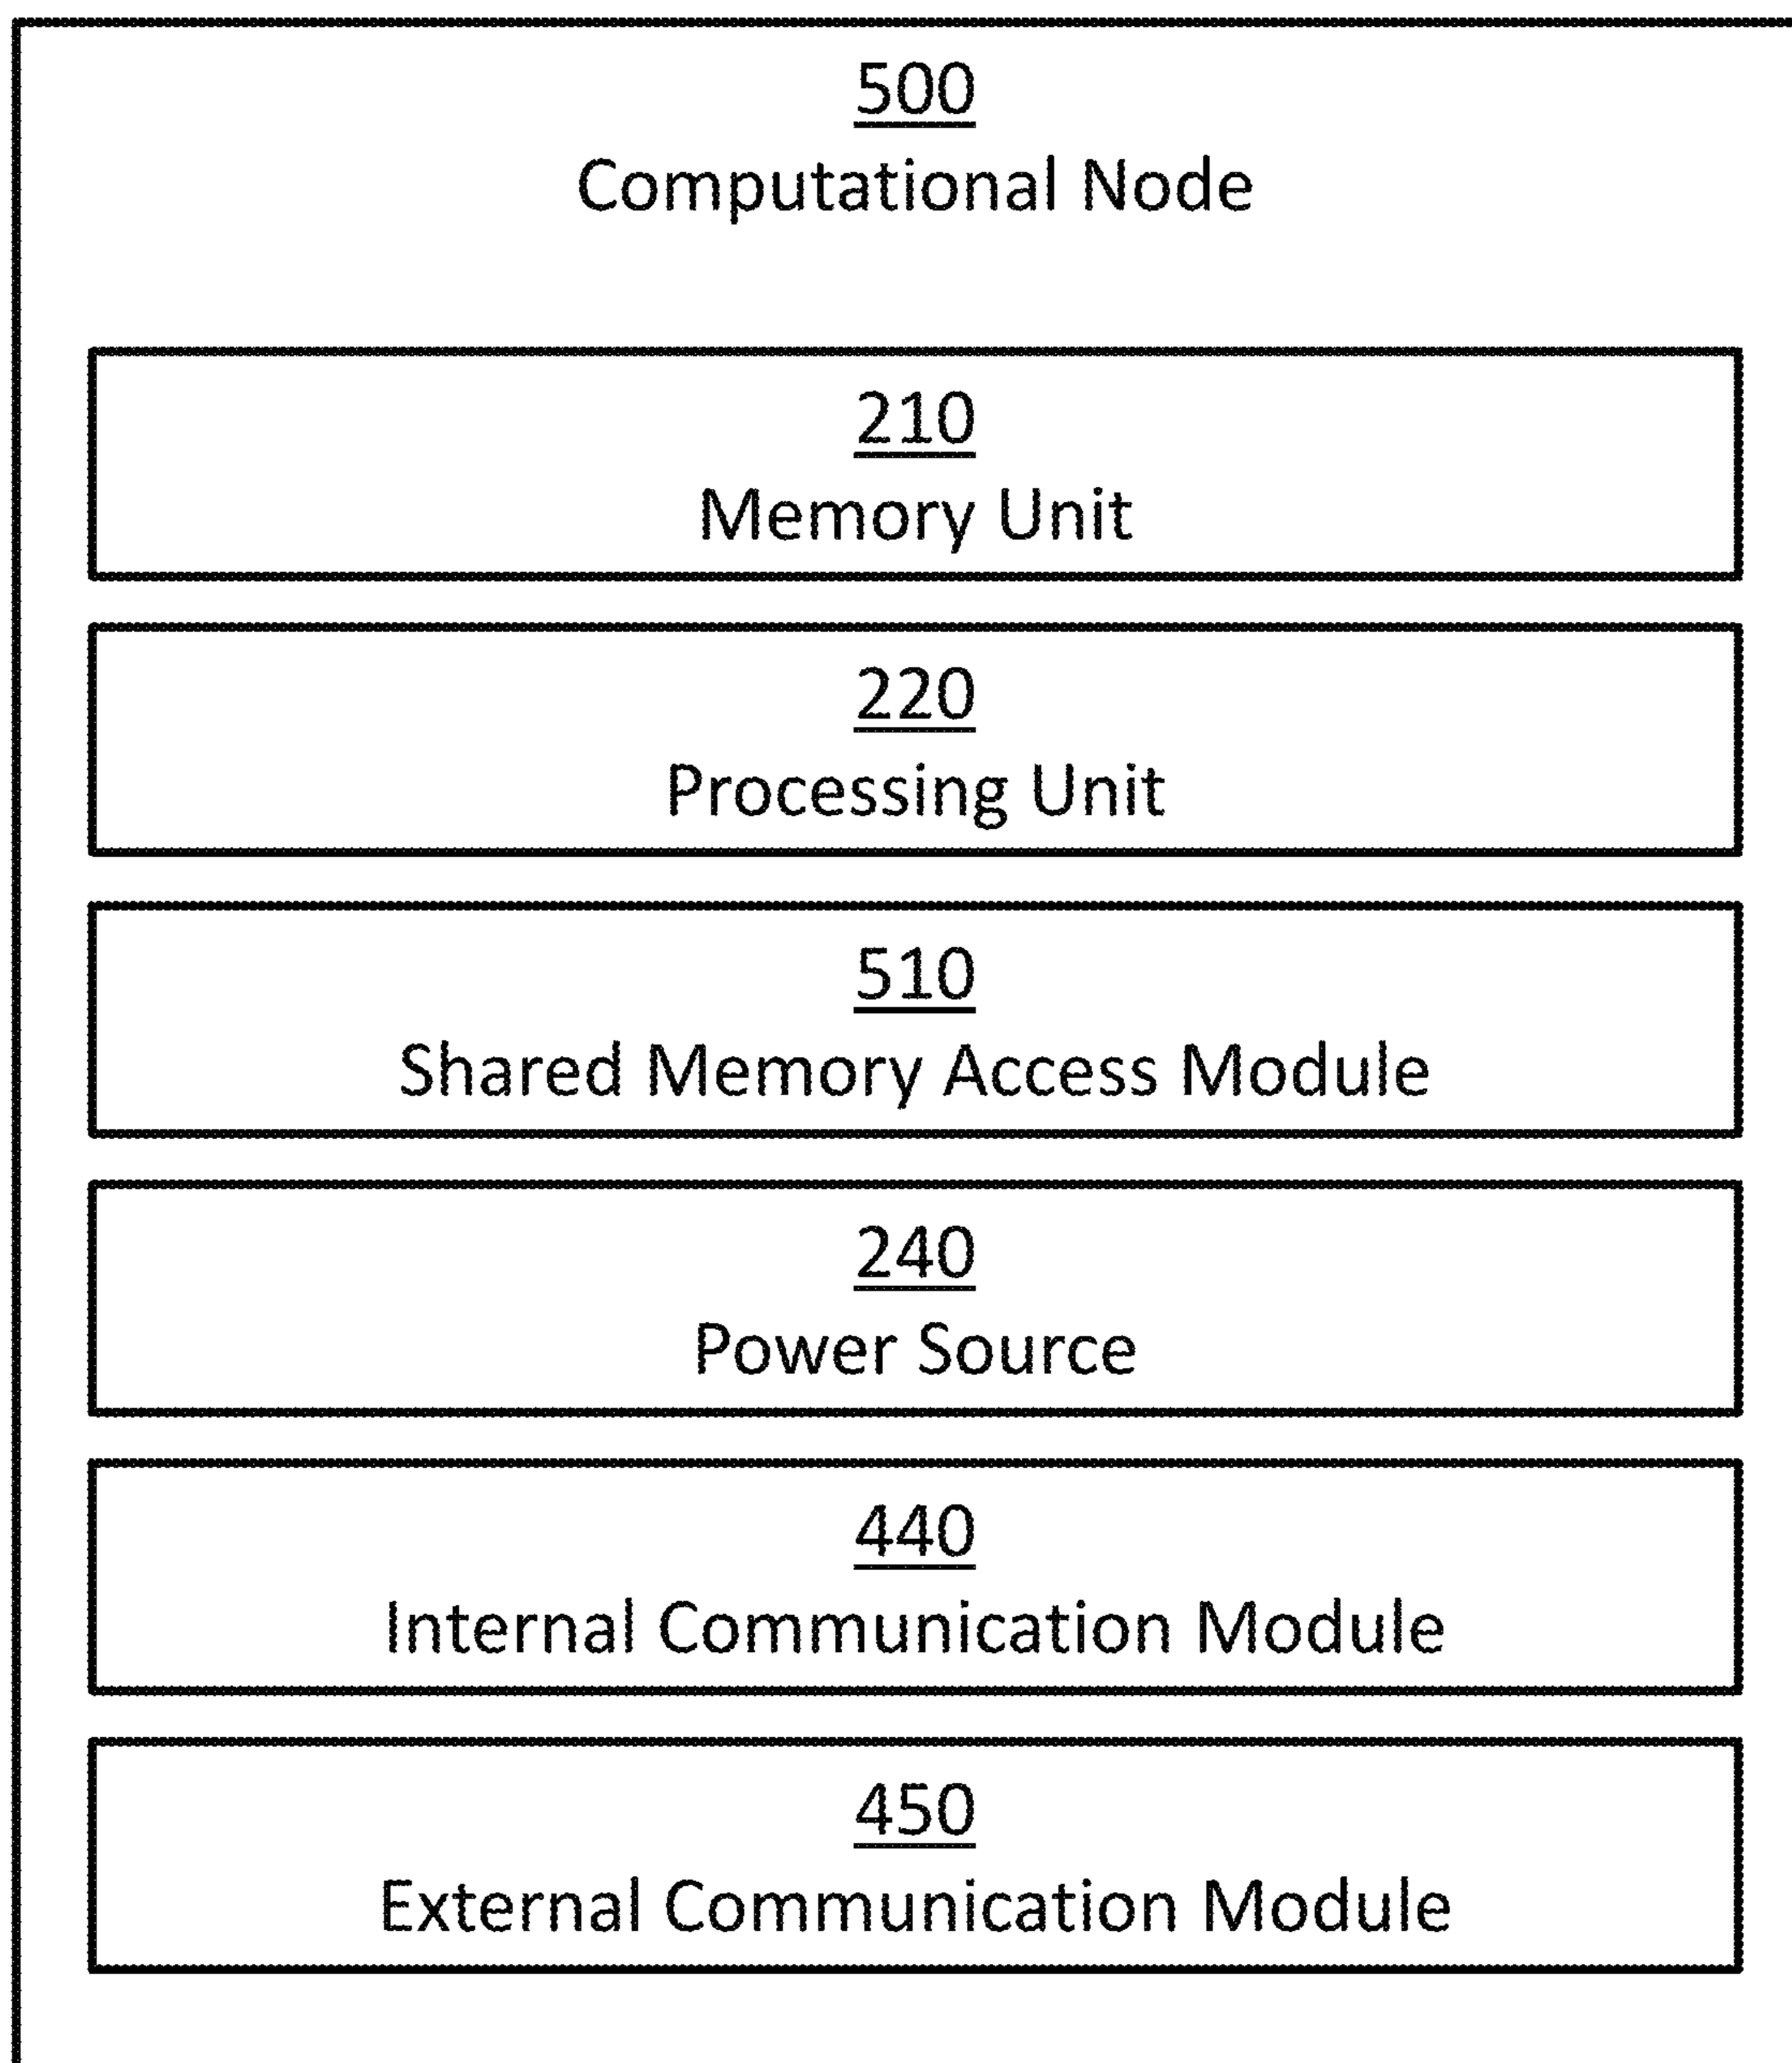 500
Computational Node
210
Memory Unit
220
Processing Unit
510
Shared Memory Access Module
240
Power Source
440
Internal Communication Module
450
External Communication Module